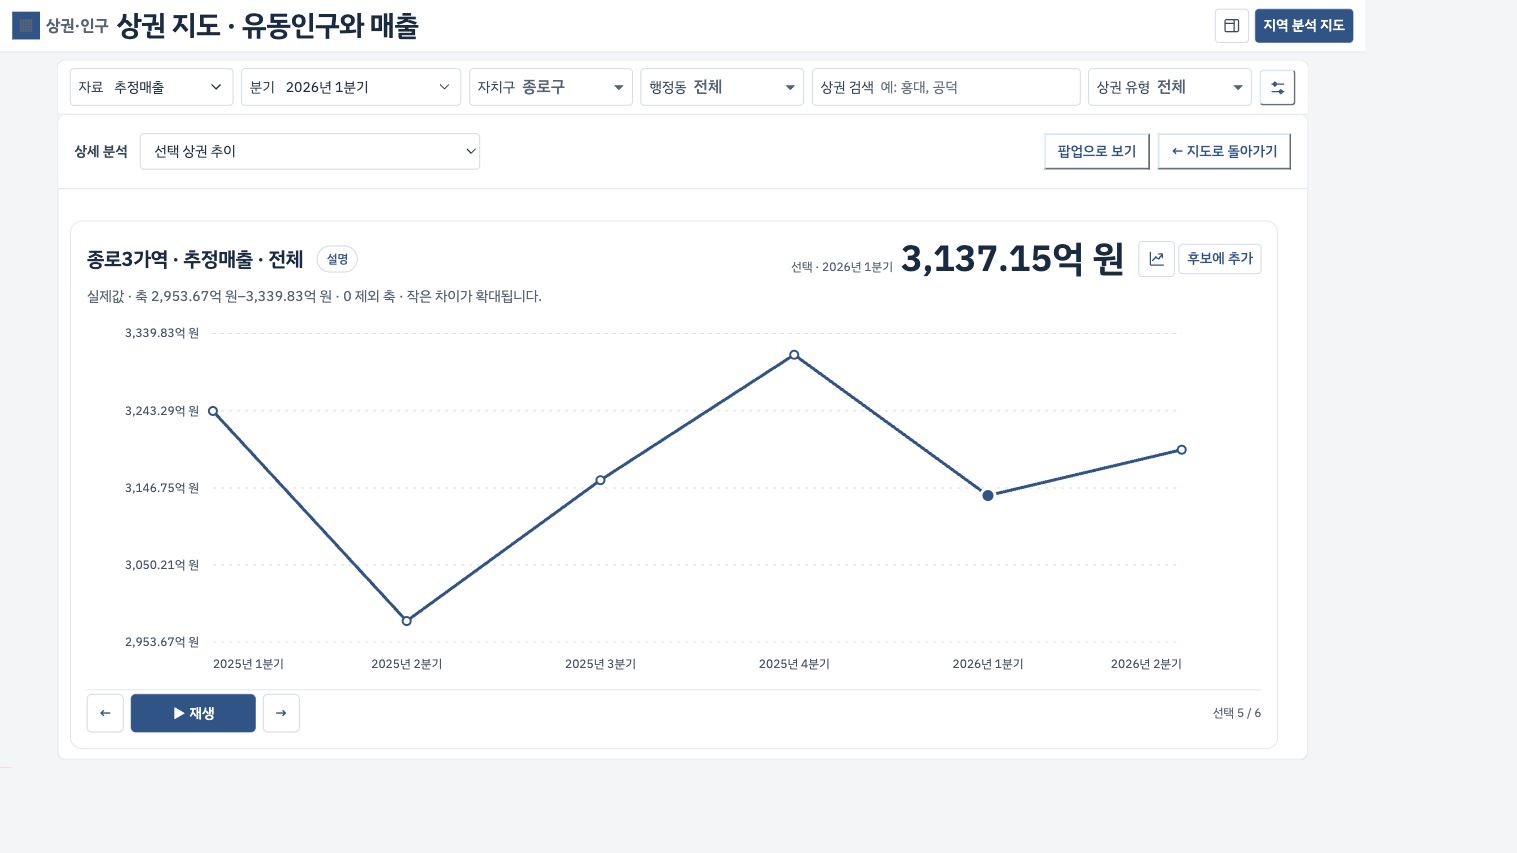 상권·인구 상권 지도 · 유동인구와 매출
지역 분석 지도
자료 추정매출
분기 2026년 1분기
자치구 종로구
행정동 전체
상권 검색 예: 홍대, 공덕
상권 유형 전체
상세 분석 선택 상권 추이
팝업으로 보기
← 지도로 돌아가기
종로3가역 · 추정매출 · 전체 설명
선택 · 2026년 1분기 3,137.15억 원
후보에 추가
실제값 · 축 2,953.67억 원–3,339.83억 원 · 0 제외 축 · 작은 차이가 확대됩니다.
3,339.83억 원
3,243.29억 원
3,146.75억 원
3,050.21억 원
2,953.67억 원
2025년 1분기 2025년 2분기 2025년 3분기 2025년 4분기 2026년 1분기 2026년 2분기
← ▶ 재생 →
선택 5 / 6